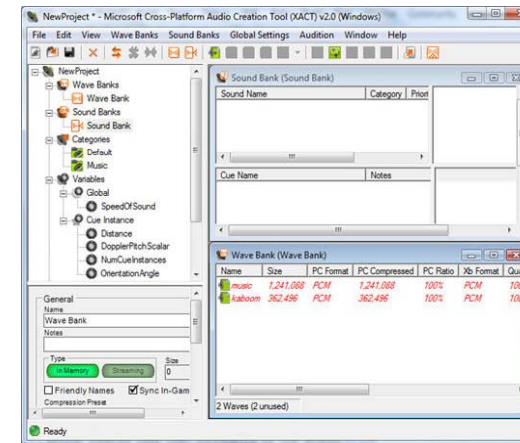 NewProject * - Microsoft Cross-Platform Audio Creation Tool (XACT) v2.0 (Windows)
File Edit View Wave Banks Sound Banks Global Settings Audition Window Help
NewProject
Wave Banks
Wave Bank
Sound Banks
Sound Bank
Categories
Default
Music
Variables
Global
SpeedOfSound
Cue Instance
Distance
DopplerPitchScalar
NumCueInstances
OrientationAngle
General
Name
Wave Bank
Notes
Type
In Memory Streaming
Size
0
Friendly Names Sync In-Gam
Compression Preset
Sound Bank (Sound Bank)
Sound Name Category Priori
Cue Name Notes
Wave Bank (Wave Bank)
Name Size PC Format PC Compressed PC Ratio Xb Format Qua
music 1,241,088 PCM 1,241,088 100% PCM 100
kaboom 362,496 PCM 362,496 100% PCM 100
2 Waves (2 unused)
Ready